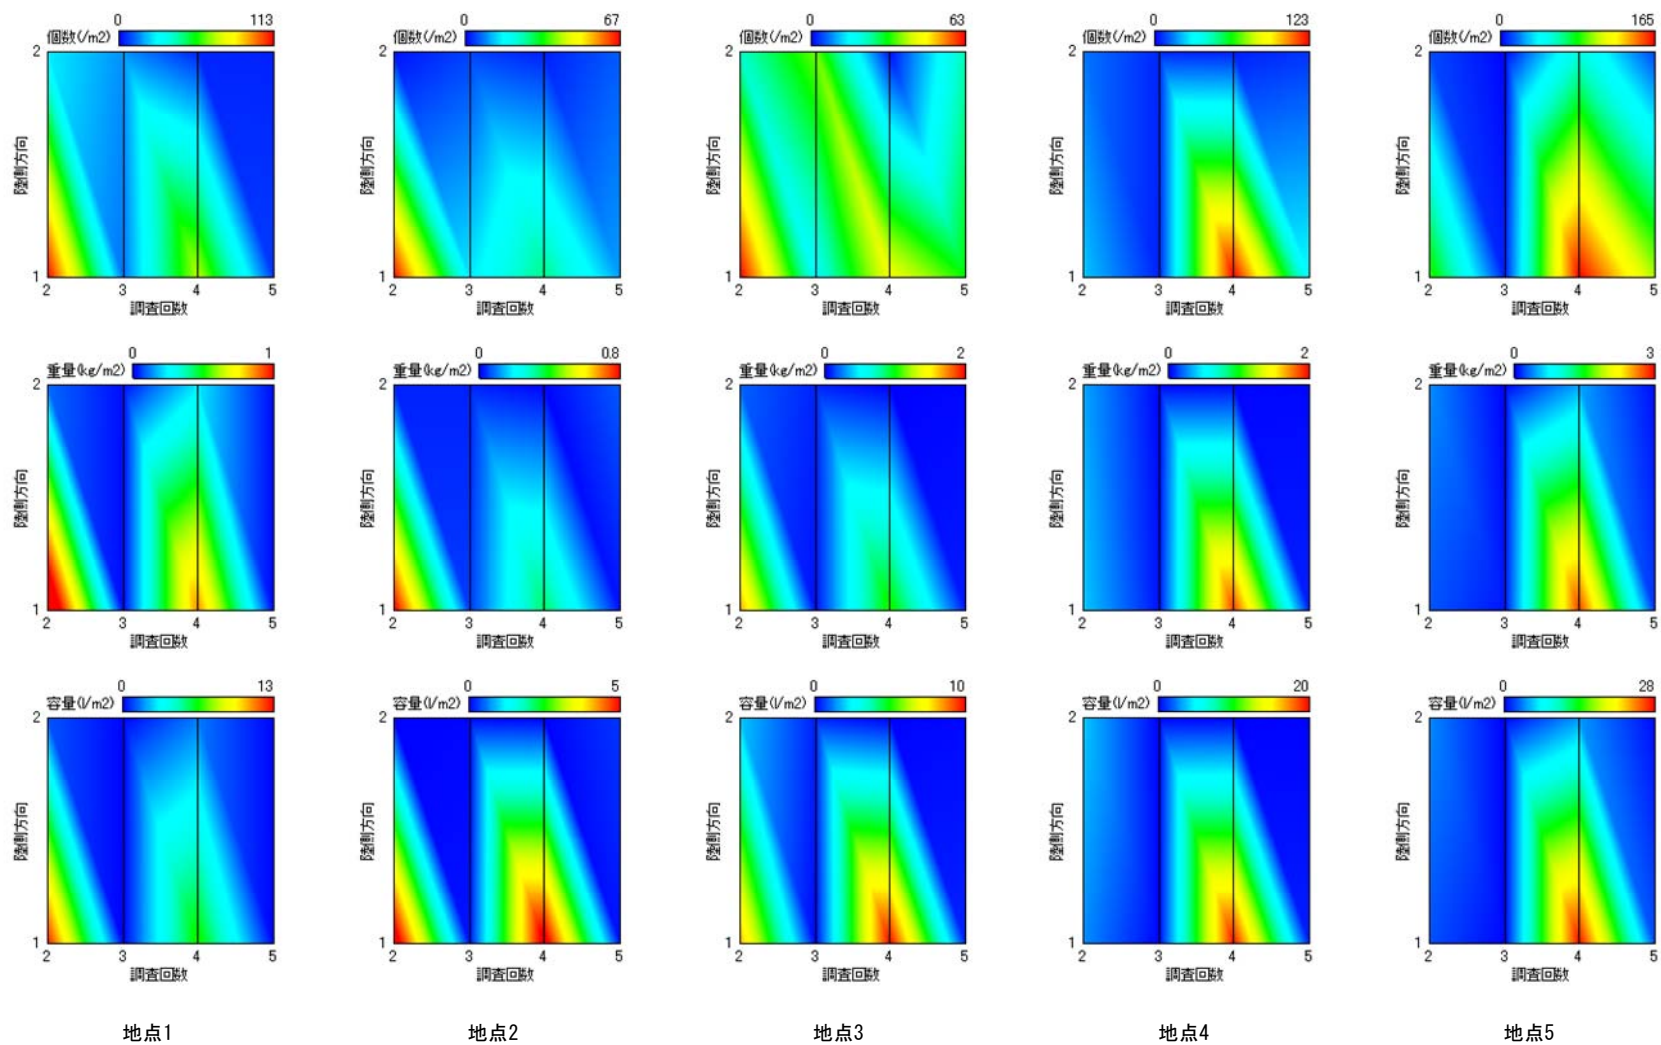 0 113
個数(/m2)
2
陸側方向
1
2 3 4 5
調査回数
0 67
個数(/m2)
2
陸側方向
1
2 3 4 5
調査回数
0 63
個数(/m2)
2
陸側方向
1
2 3 4 5
調査回数
0 123
個数(/m2)
2
陸側方向
1
2 3 4 5
調査回数
0 165
個数(/m2)
2
陸側方向
1
2 3 4 5
調査回数
0 1
重量(kg/m2)
2
陸側方向
1
2 3 4 5
調査回数
0 0.8
重量(kg/m2)
2
陸側方向
1
2 3 4 5
調査回数
0 2
重量(kg/m2)
2
陸側方向
1
2 3 4 5
調査回数
0 2
重量(kg/m2)
2
陸側方向
1
2 3 4 5
調査回数
0 3
重量(kg/m2)
2
陸側方向
1
2 3 4 5
調査回数
0 13
容量(l/m2)
2
陸側方向
1
2 3 4 5
調査回数
0 5
容量(l/m2)
2
陸側方向
1
2 3 4 5
調査回数
0 10
容量(l/m2)
2
陸側方向
1
2 3 4 5
調査回数
0 20
容量(l/m2)
2
陸側方向
1
2 3 4 5
調査回数
0 28
容量(l/m2)
2
陸側方向
1
2 3 4 5
調査回数
地点1 地点2 地点3 地点4 地点5